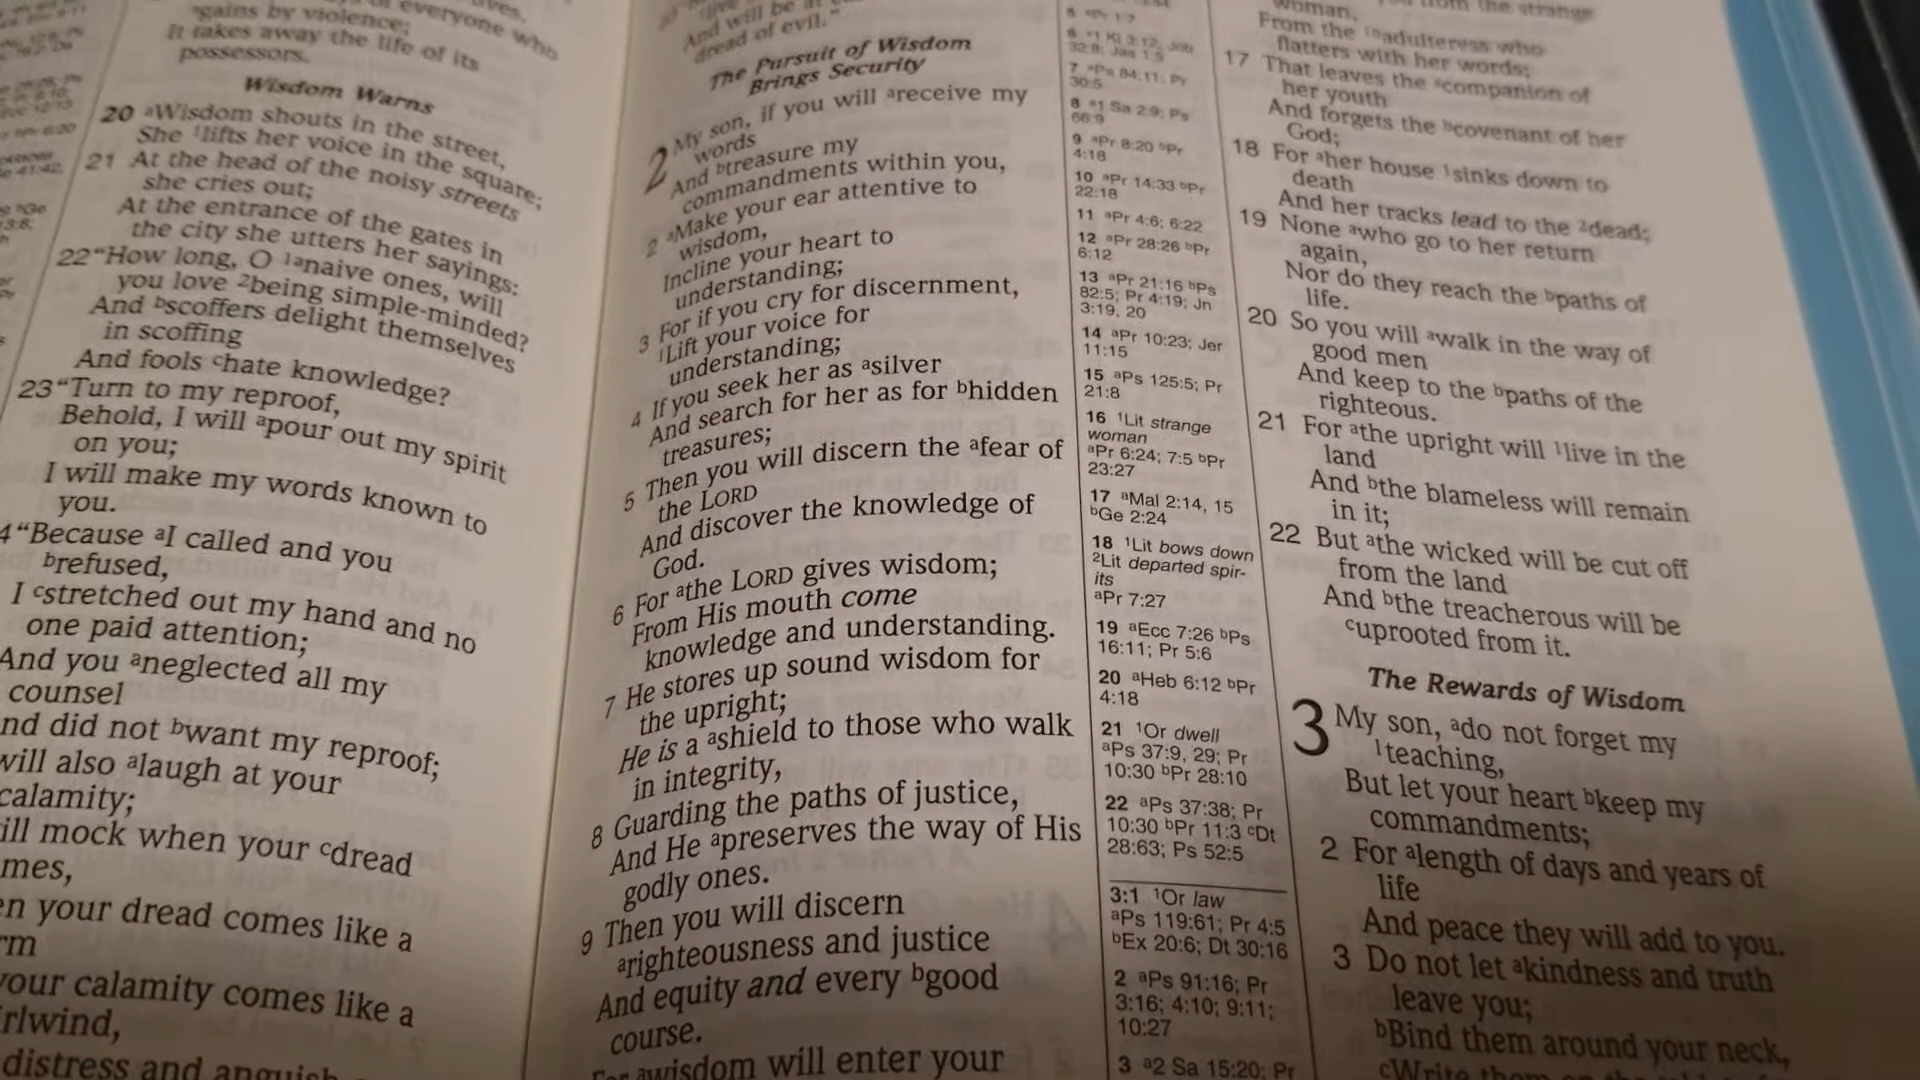 everyone who
gains by violence;
It takes away the life of its
possessors.
Wisdom Warns
20 aWisdom shouts in the street,
She 1lifts her voice in the square;
21 At the head of the noisy streets
she cries out;
At the entrance of the gates in
the city she utters her sayings:
22 “How long, O 1anaive ones, will
you love 2being simple-minded?
And bscoffers delight themselves
in scoffing
And fools chate knowledge?
23 “Turn to my reproof,
Behold, I will apour out my spirit
on you;
I will make my words known to
you.
4 “Because aI called and you
brefused,
I cstretched out my hand and no
one paid attention;
And you aneglected all my
counsel
nd did not bwant my reproof;
will also alaugh at your
calamity;
ill mock when your cdread
mes,
en your dread comes like a
rm
your calamity comes like a
rlwind,
distress and anguish
And will be at
dread of evil.”
The Pursuit of Wisdom
Brings Security
2 My son, if you will areceive my
words
And btreasure my
commandments within you,
2 aMake your ear attentive to
wisdom,
Incline your heart to
understanding;
3 For if you cry for discernment,
1Lift your voice for
understanding;
4 If you seek her as asilver
And search for her as for bhidden
treasures;
5 Then you will discern the afear of
the LORD
And discover the knowledge of
God.
6 For athe LORD gives wisdom;
From His mouth come
knowledge and understanding.
7 He stores up sound wisdom for
the upright;
He is a ashield to those who walk
in integrity,
8 Guarding the paths of justice,
And He apreserves the way of His
godly ones.
9 Then you will discern
arighteousness and justice
And equity and every bgood
course.
For awisdom will enter your
6 a1 Ki 3:12; Job
32:8; Jas 1:5
7 aPs 84:11; Pr
30:5
8 a1 Sa 2:9; Ps
66:9
9 aPr 8:20 bPr
4:18
10 aPr 14:33 bPr
22:18
11 aPr 4:6; 6:22
12 aPr 28:26 bPr
6:12
13 aPr 21:16 bPs
82:5; Pr 4:19; Jn
3:19, 20
14 aPr 10:23; Jer
11:15
15 aPs 125:5; Pr
21:8
16 1Lit strange
woman
aPr 6:24; 7:5 bPr
23:27
17 aMal 2:14, 15
bGe 2:24
18 1Lit bows down
2Lit departed spir-
its
aPr 7:27
19 aEcc 7:26 bPs
16:11; Pr 5:6
20 aHeb 6:12 bPr
4:18
21 1Or dwell
aPs 37:9, 29; Pr
10:30 bPr 28:10
22 aPs 37:38; Pr
10:30 bPr 11:3 cDt
28:63; Ps 52:5
3:1 1Or law
aPs 119:61; Pr 4:5
bEx 20:6; Dt 30:16
2 aPs 91:16; Pr
3:16; 4:10; 9:11;
10:27
3 a2 Sa 15:20; Pr
from the strange
woman,
From the 1badulteress who
flatters with her words;
17 That leaves the acompanion of
her youth
And forgets the bcovenant of her
God;
18 For aher house 1sinks down to
death
And her tracks lead to the 2dead;
19 None awho go to her return
again,
Nor do they reach the bpaths of
life.
20 So you will awalk in the way of
good men
And keep to the bpaths of the
righteous.
21 For athe upright will 1live in the
land
And bthe blameless will remain
in it;
22 But athe wicked will be cut off
from the land
And bthe treacherous will be
cuprooted from it.
The Rewards of Wisdom
3 My son, ado not forget my
1teaching,
But let your heart bkeep my
commandments;
2 For alength of days and years of
life
And peace they will add to you.
3 Do not let akindness and truth
leave you;
bBind them around your neck,
cWrite them on the